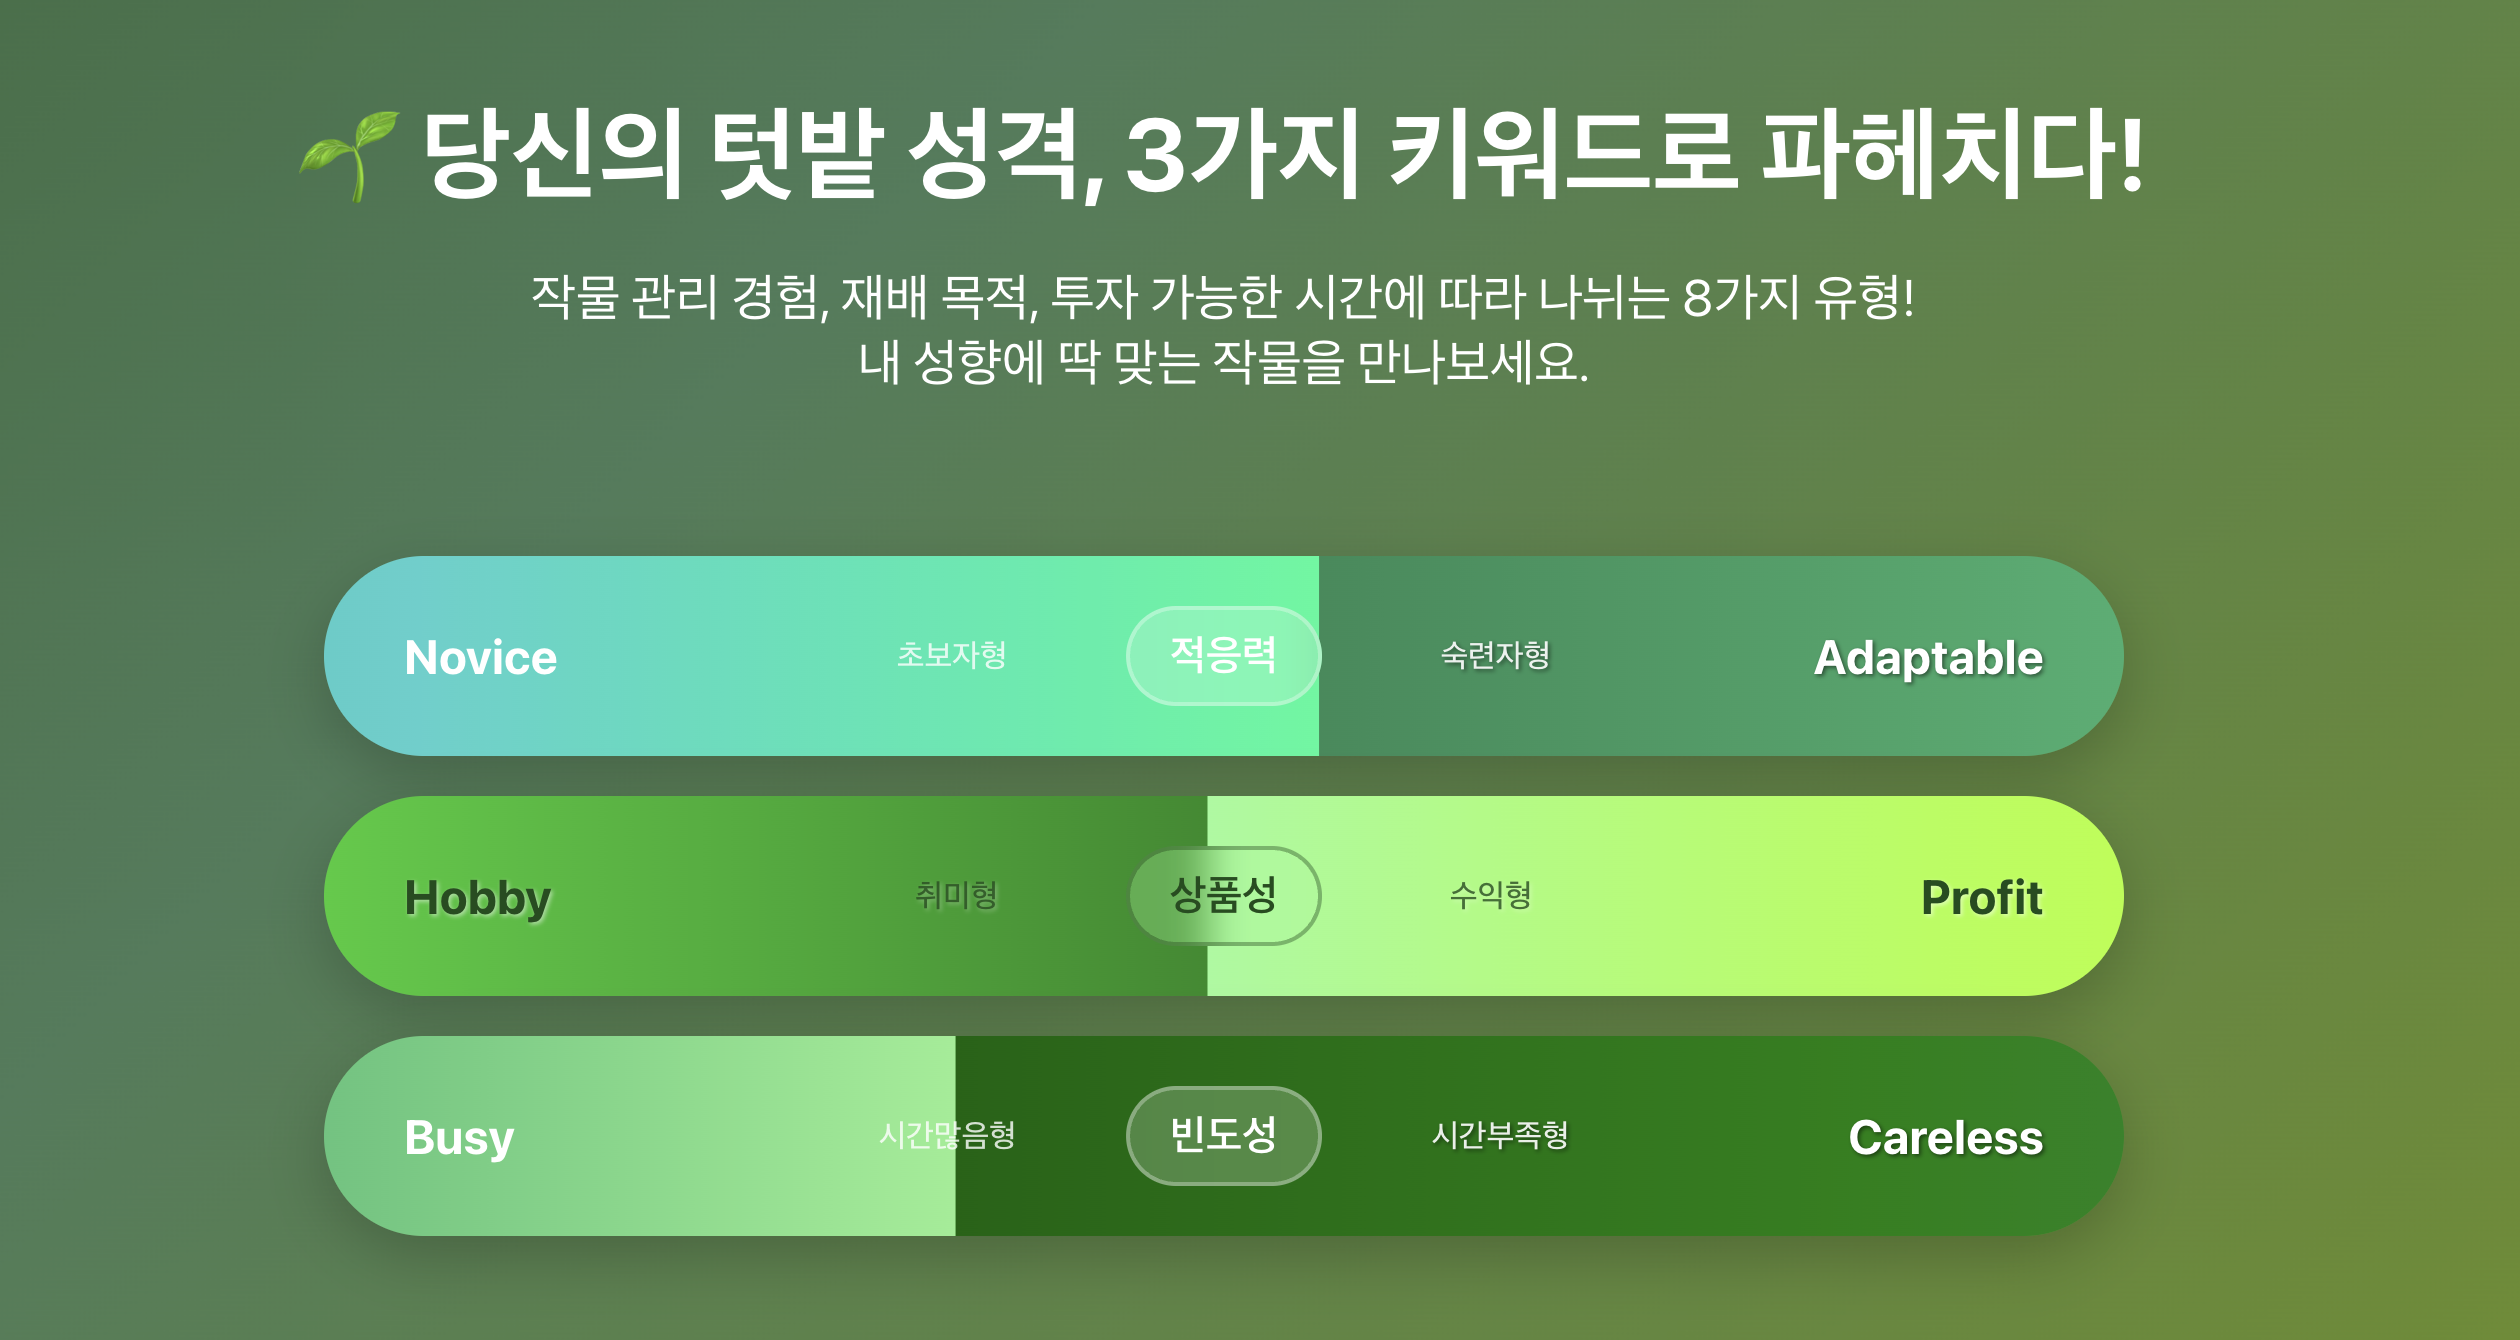 당신의 텃밭 성격, 3가지 키워드로 파헤치다!
작물 관리 경험, 재배 목적, 투자 가능한 시간에 따라 나뉘는 8가지 유형!
내 성향에 딱 맞는 작물을 만나보세요.
Novice 초보자형 적응력 숙련자형 Adaptable
Hobby 취미형 상품성 수익형 Profit
Busy 시간많음형 빈도성 시간부족형 Careless